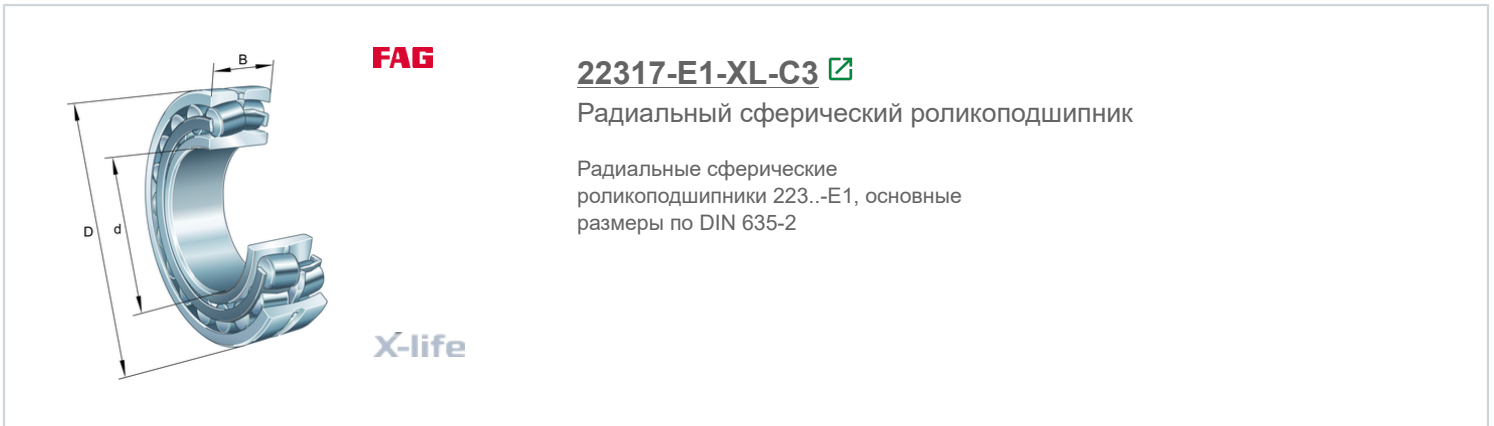 B
FAG
22317-E1-XL-C3
Радиальный сферический роликоподшипник
D
d
Радиальные сферические
роликоподшипники 223..-E1, основные
размеры по DIN 635-2
X-life